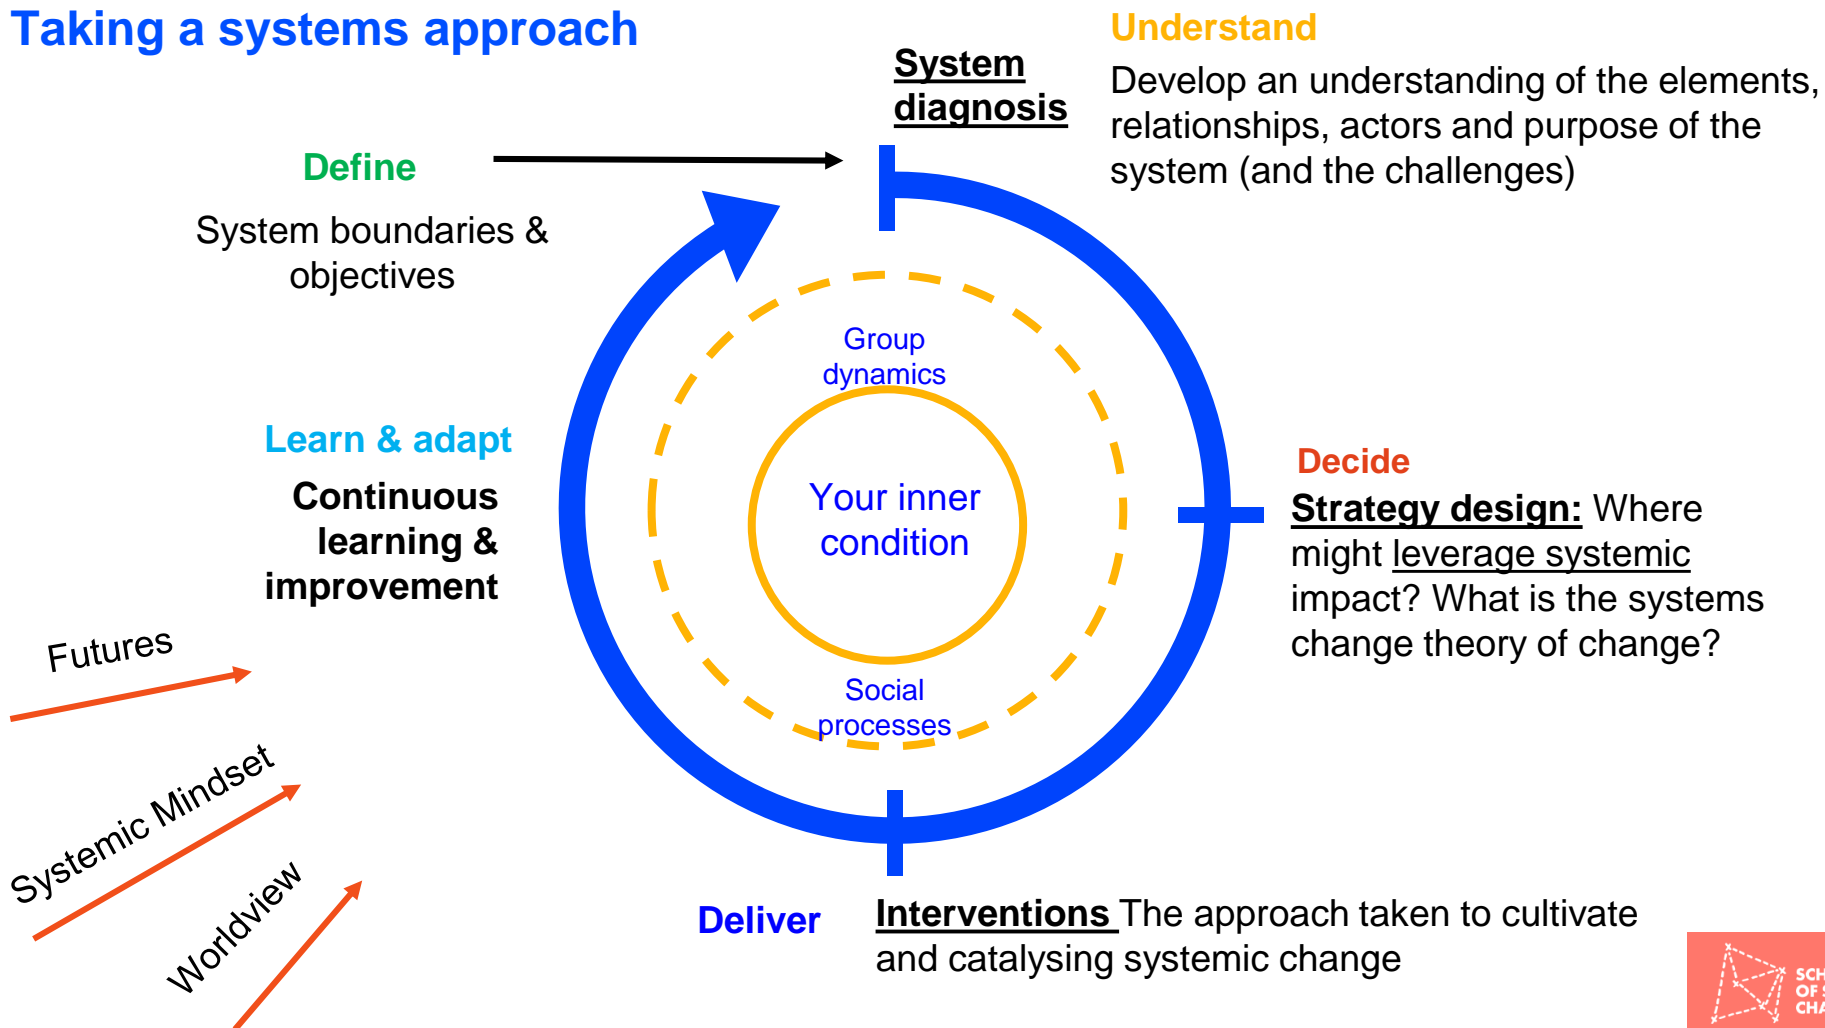 Taking a systems approach
Understand
System
diagnosis
Develop an understanding of the elements,
relationships, actors and purpose of the
system (and the challenges)
Define
System boundaries &
objectives
Group
dynamics
Learn & adapt
Continuous
learning &
improvement
Your inner
condition
Decide
Strategy design: Where
might leverage systemic
impact? What is the systems
change theory of change?
Futures
Systemic Mindset
Worldview
Social
processes
Deliver
Interventions The approach taken to cultivate
and catalysing systemic change
SCH
OF S
CHA